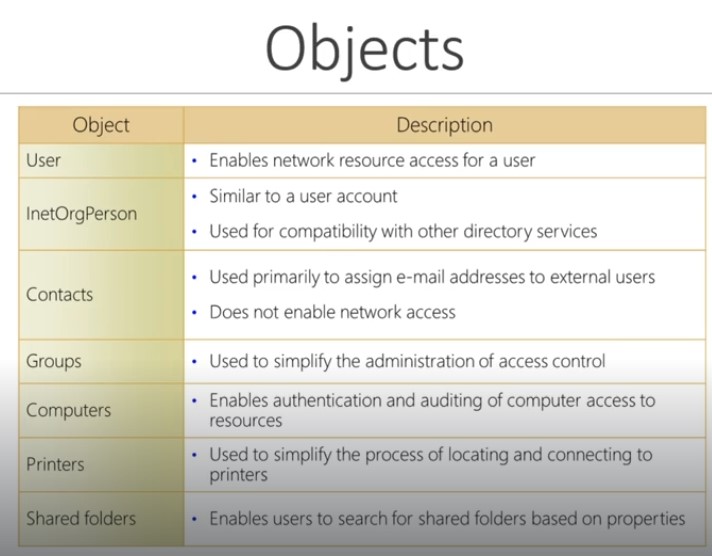 Objects
Object
Description
User
• Enables network resource access for a user
InetOrgPerson
• Similar to a user account
• Used for compatibility with other directory services
Contacts
• Used primarily to assign e-mail addresses to external users
• Does not enable network access
Groups
• Used to simplify the administration of access control
Computers
• Enables authentication and auditing of computer access to
resources
Printers
• Used to simplify the process of locating and connecting to
printers
Shared folders
• Enables users to search for shared folders based on properties